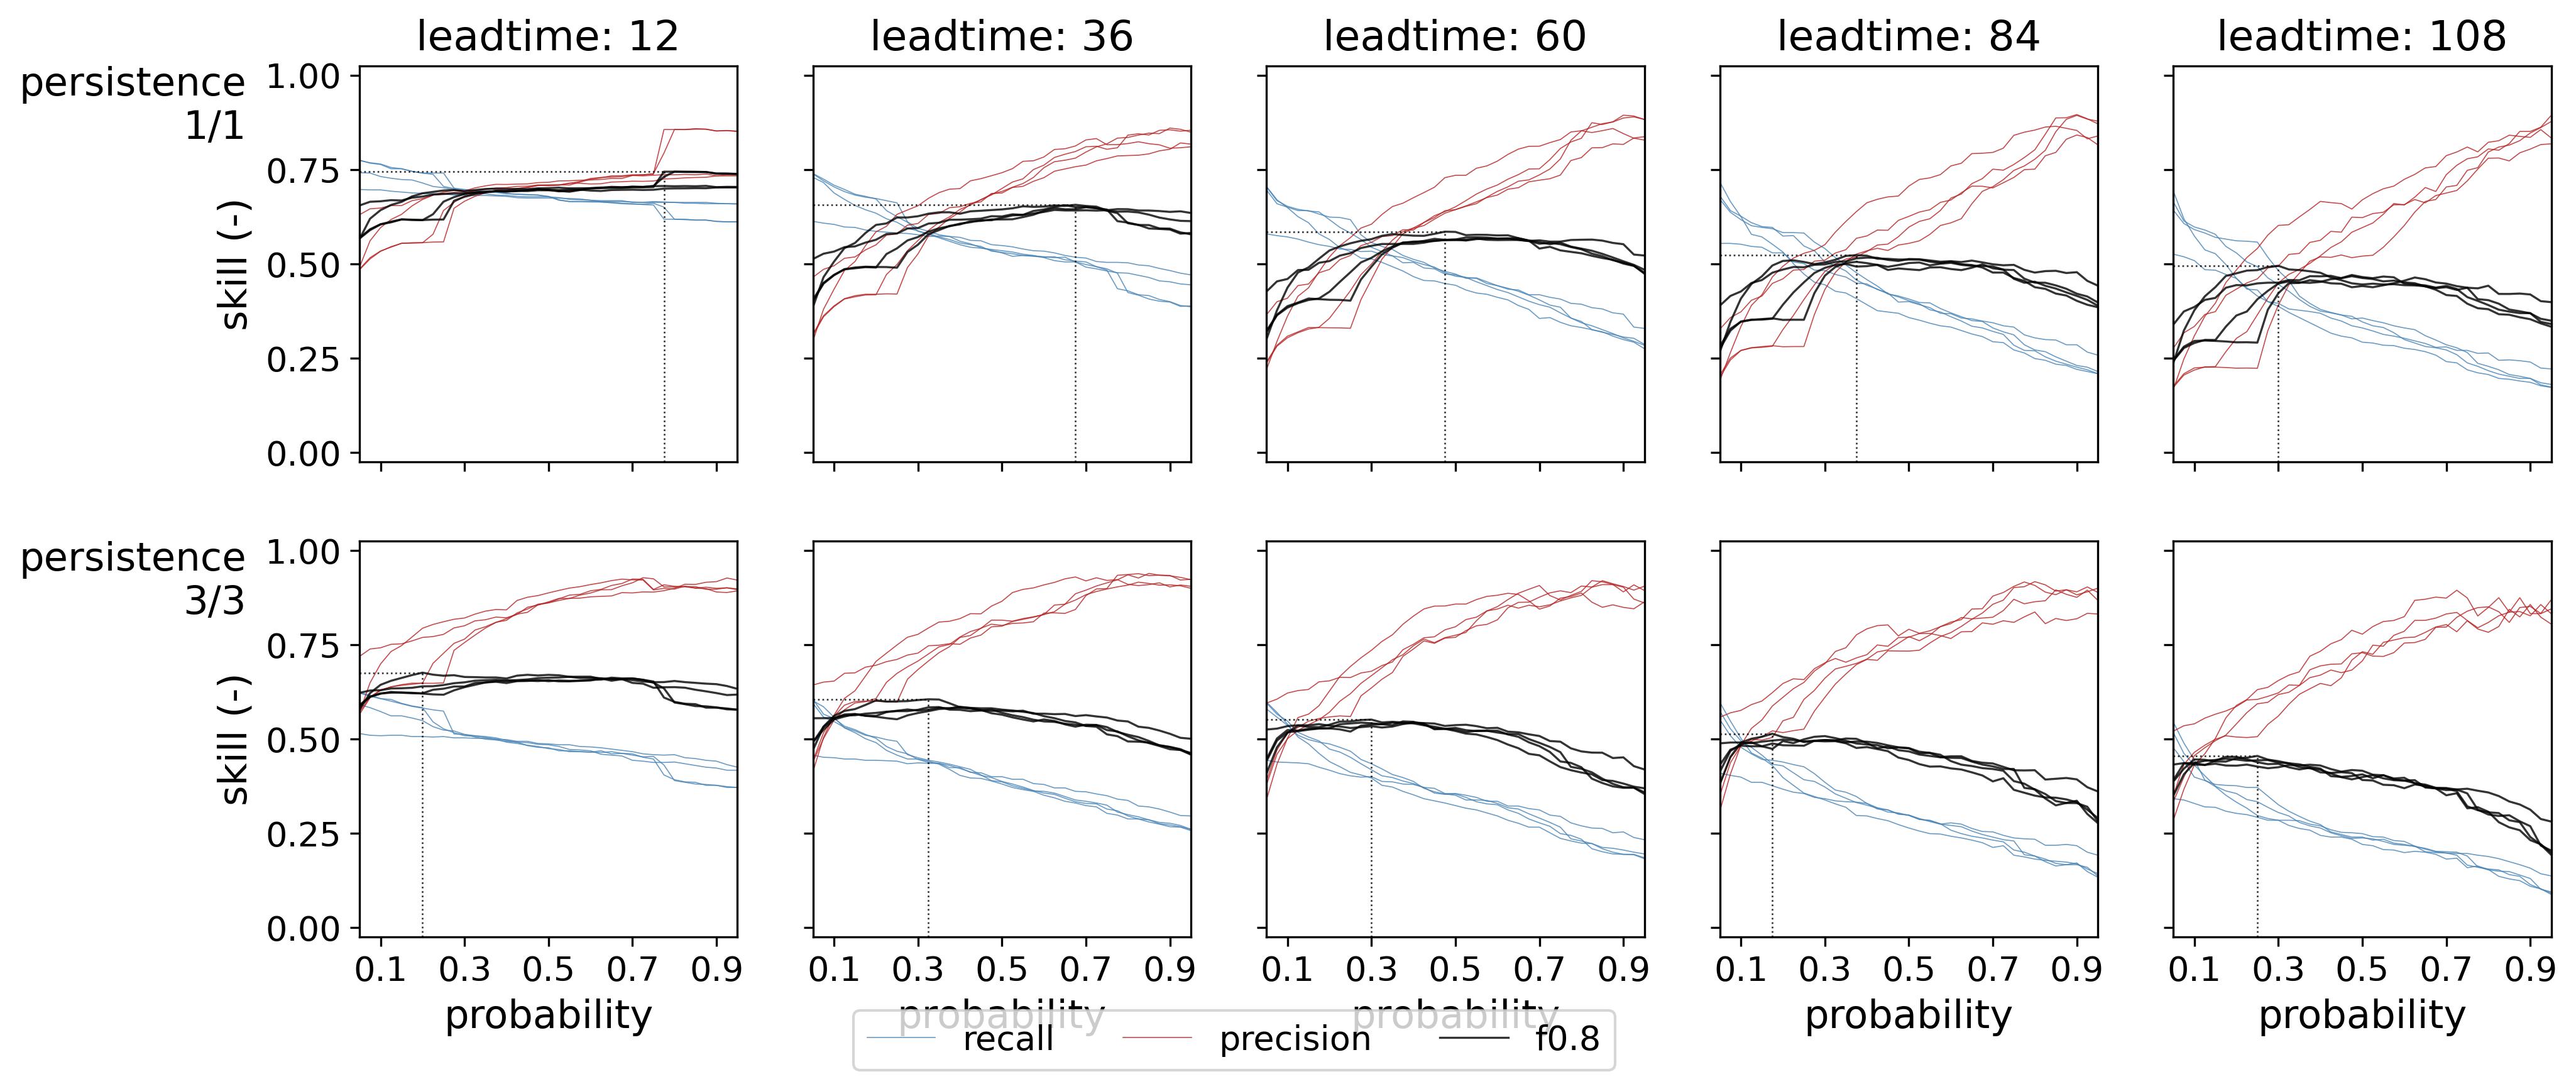 leadtime: 12 leadtime: 36 leadtime: 60 leadtime: 84 leadtime: 108
persistence
1/1
1.00
0.75
0.50
0.25
0.00
skill (-)
persistence
3/3
1.00
0.75
0.50
0.25
0.00
skill (-)
0.1 0.3 0.5 0.7 0.9 0.1 0.3 0.5 0.7 0.9 0.1 0.3 0.5 0.7 0.9 0.1 0.3 0.5 0.7 0.9 0.1 0.3 0.5 0.7 0.9
probability probability probability probability probability
recall precision f0.8